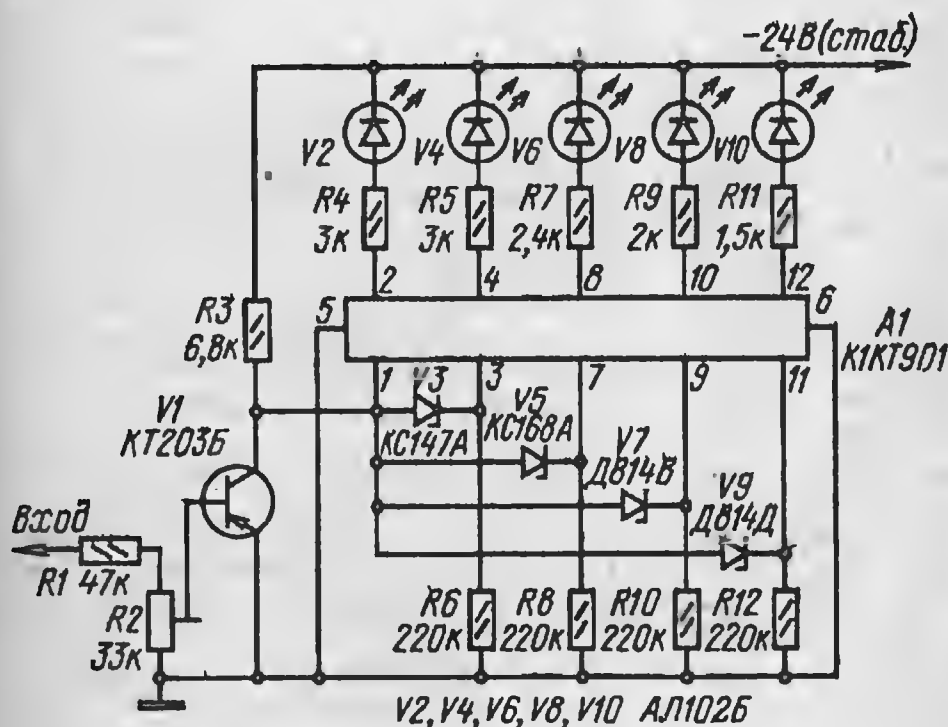 -24В(стаб.)
V2
V4
V6
V8
V10
R4
3к
R5
3к
R7
2,4к
R9
2к
R11
1,5к
2
4
8
10
12
R3
6,8к
5
6
А1
К1КТ901
1
V3
3
7
9
11
V1
КТ203Б
КС147А
V5
КС168А
V7
Д814В
V9
Д814Д
Вход
R1 47к
R2
33к
R6
220к
R8
220к
R10
220к
R12
220к
V2, V4, V6, V8, V10 АЛ102Б